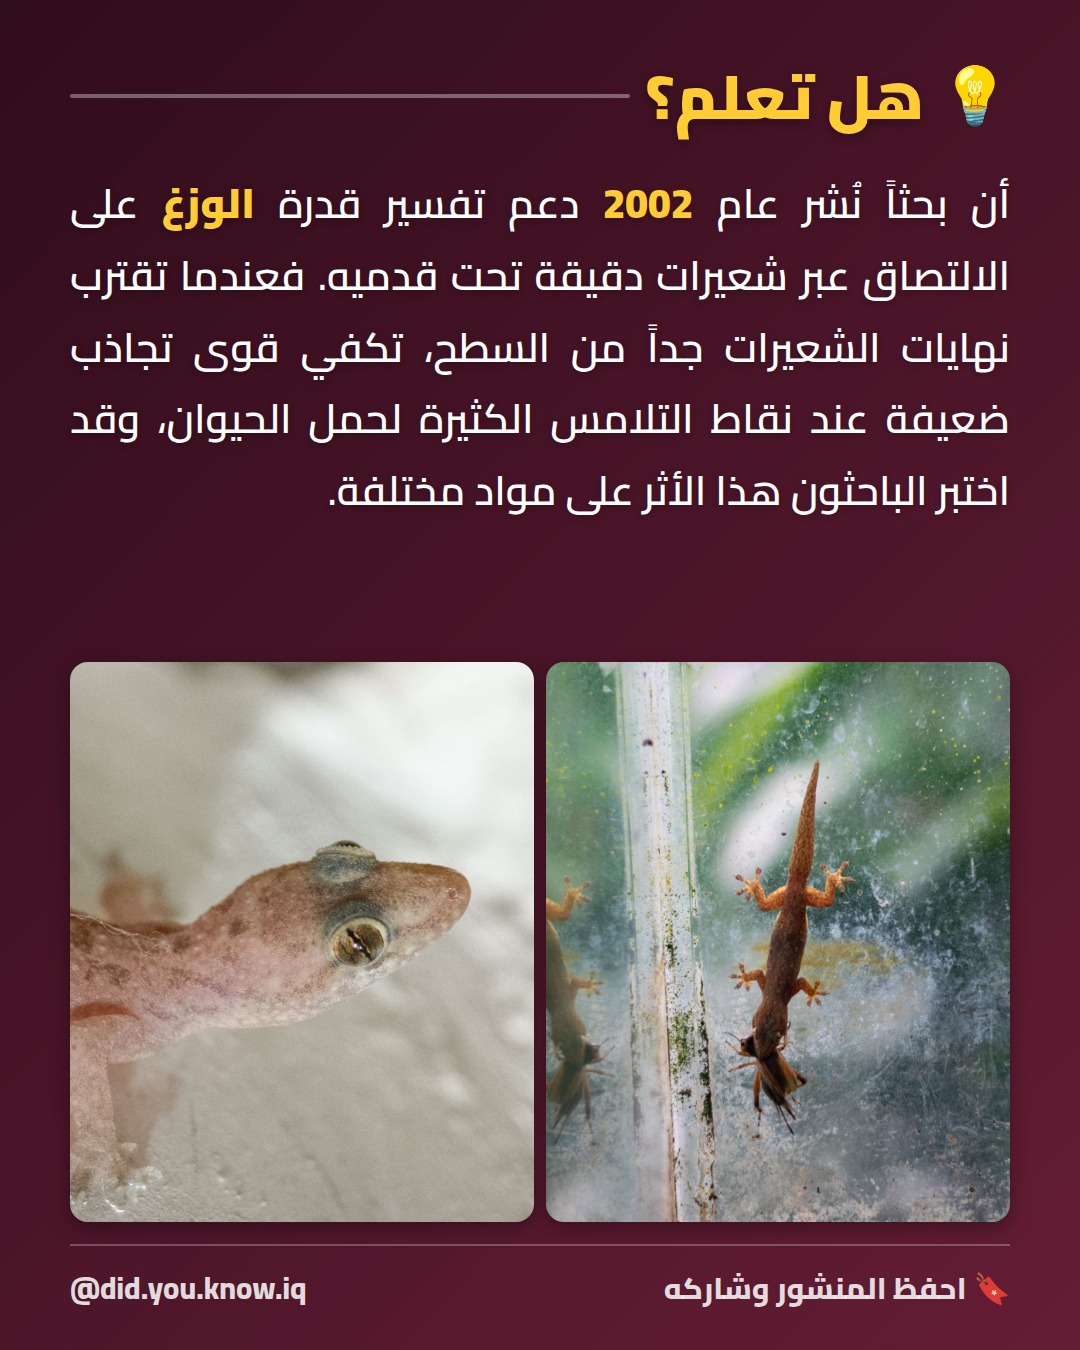 هل تعلم؟
أن بحثاً نُشر عام 2002 دعم تفسير قدرة الوزغ على
الالتصاق عبر شعيرات دقيقة تحت قدميه. فعندما تقترب
نهايات الشعيرات جداً من السطح، تكفي قوى تجاذب
ضعيفة عند نقاط التلامس الكثيرة لحمل الحيوان، وقد
اختبر الباحثون هذا الأثر على مواد مختلفة.
احفظ المنشور وشاركه
@did.you.know.iq